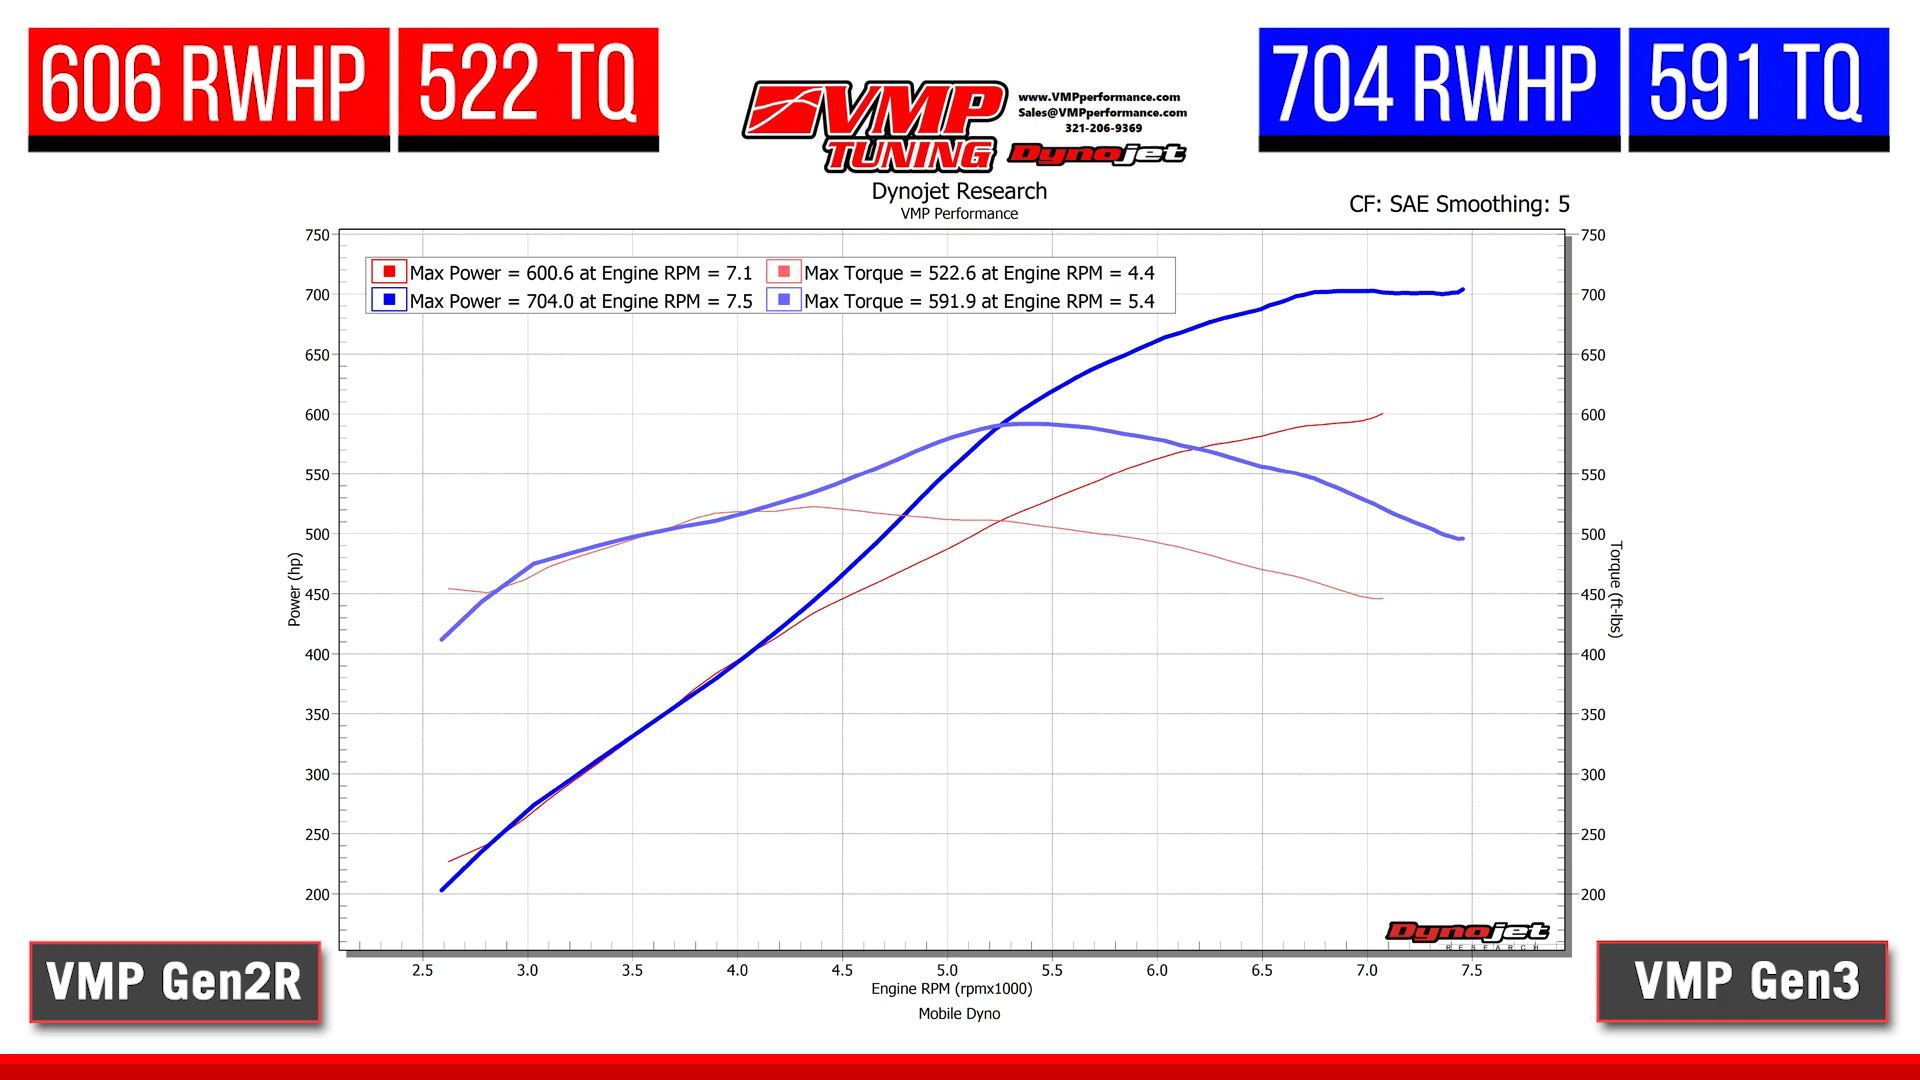 606 RWHP 522 TQ
704 RWHP 591 TQ
VMP
TUNING
www.VMPperformance.com
Sales@VMPperformance.com
321-206-9369
Dynojet
Dynojet Research
VMP Performance
CF: SAE Smoothing: 5
Max Power = 600.6 at Engine RPM = 7.1 Max Torque = 522.6 at Engine RPM = 4.4
Max Power = 704.0 at Engine RPM = 7.5 Max Torque = 591.9 at Engine RPM = 5.4
750 750
700 700
650 650
600 600
550 550
500 500
450 450
400 400
350 350
300 300
250 250
200 200
Power (hp)
Torque (ft-lbs)
Dynojet
RESEARCH
2.5 3.0 3.5 4.0 4.5 5.0 5.5 6.0 6.5 7.0 7.5
Engine RPM (rpmx1000)
Mobile Dyno
VMP Gen2R
VMP Gen3